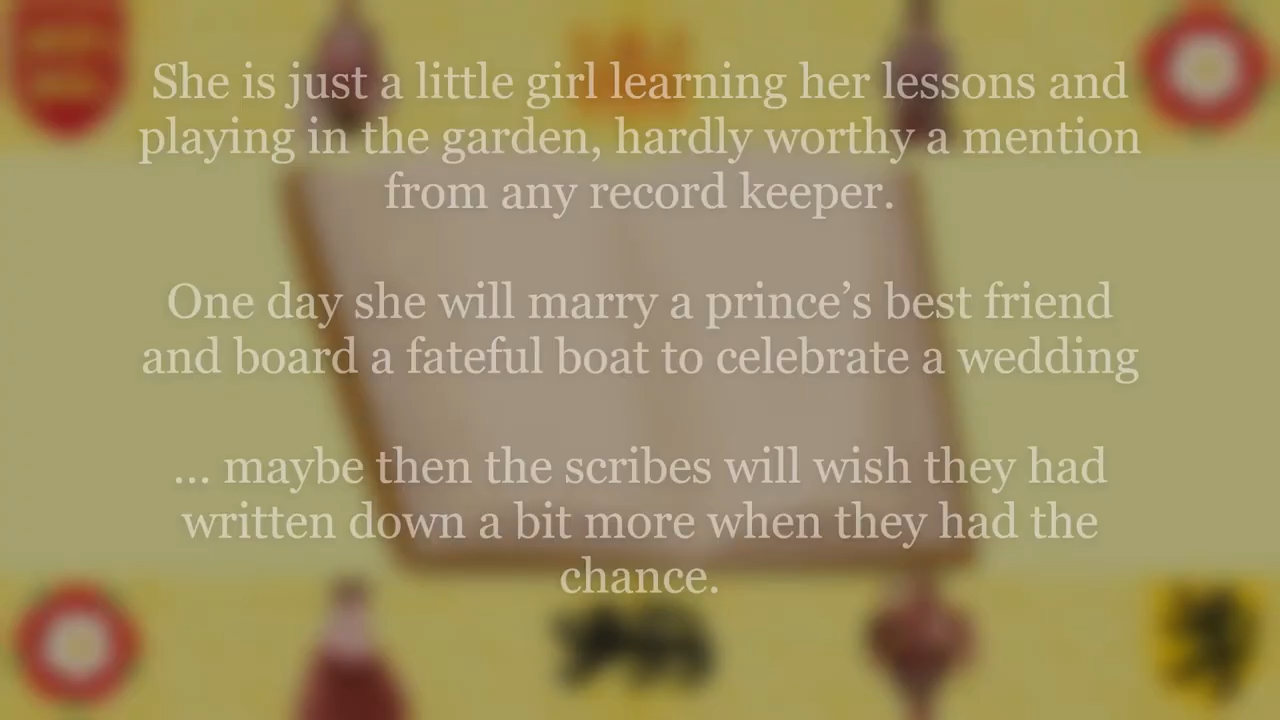 She is just a little girl learning her lessons and
playing in the garden, hardly worthy a mention
from any record keeper.
One day she will marry a prince’s best friend
and board a fateful boat to celebrate a wedding
... maybe then the scribes will wish they had
written down a bit more when they had the
chance.